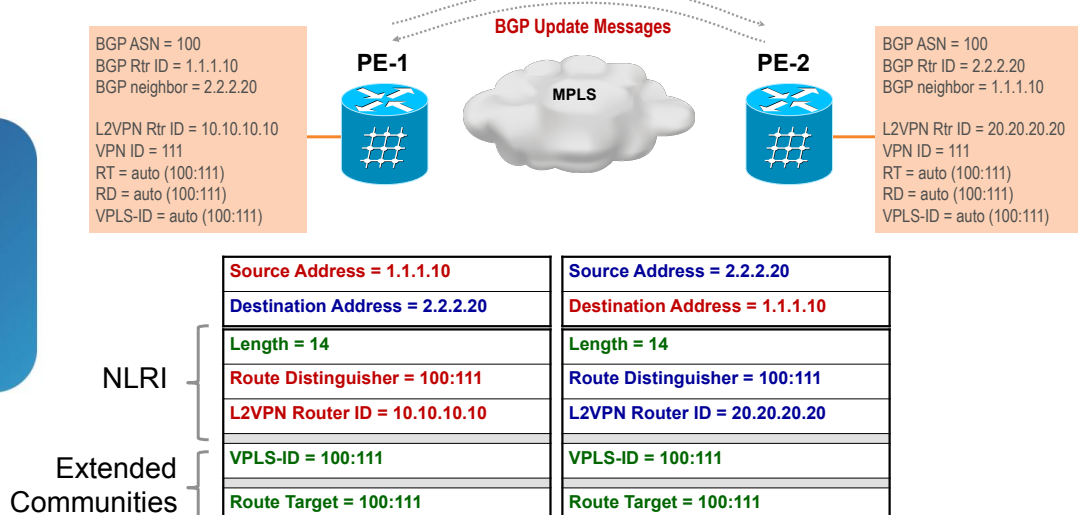 BGP Update Messages
BGP ASN = 100
BGP Rtr ID = 1.1.1.10
BGP neighbor = 2.2.2.20
L2VPN Rtr ID = 10.10.10.10
VPN ID = 111
RT = auto (100:111)
RD = auto (100:111)
VPLS-ID = auto (100:111)
PE-1
MPLS
PE-2
BGP ASN = 100
BGP Rtr ID = 2.2.2.20
BGP neighbor = 1.1.1.10
L2VPN Rtr ID = 20.20.20.20
VPN ID = 111
RT = auto (100:111)
RD = auto (100:111)
VPLS-ID = auto (100:111)
Source Address = 1.1.1.10
Source Address = 2.2.2.20
Destination Address = 2.2.2.20
Destination Address = 1.1.1.10
NLRI
Length = 14
Length = 14
Route Distinguisher = 100:111
Route Distinguisher = 100:111
L2VPN Router ID = 10.10.10.10
L2VPN Router ID = 20.20.20.20
Extended
Communities
VPLS-ID = 100:111
VPLS-ID = 100:111
Route Target = 100:111
Route Target = 100:111